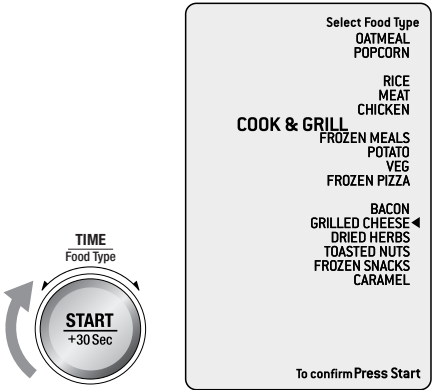 Select Food Type
OATMEAL
POPCORN
RICE
MEAT
CHICKEN
COOK & GRILL
FROZEN MEALS
POTATO
VEG
FROZEN PIZZA
BACON
GRILLED CHEESE
DRIED HERBS
TOASTED NUTS
FROZEN SNACKS
CARAMEL
To confirm Press Start
TIME
Food Type
START
+30 Sec